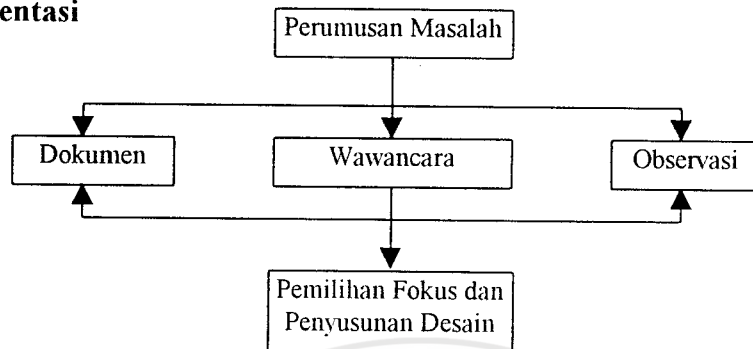 entasi
Perumusan Masalah
Dokumen
Wawancara
Observasi
Pemilihan Fokus dan
Penyusunan Desain